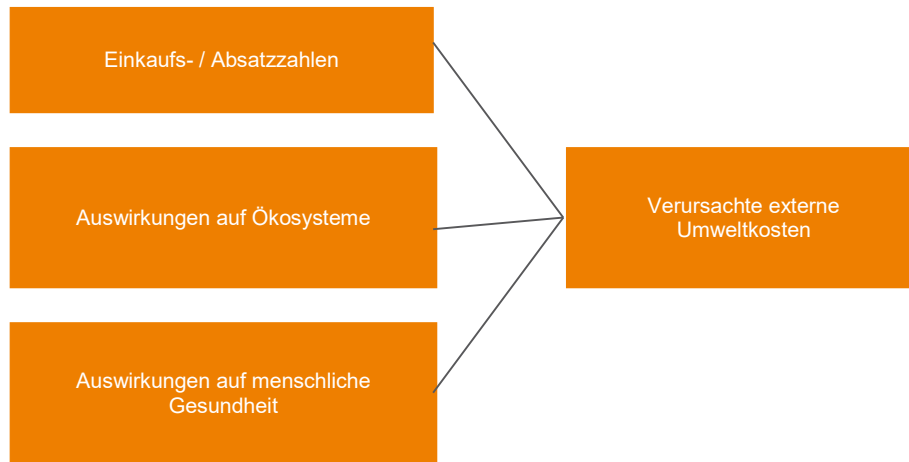 Einkaufs- / Absatzzahlen
Auswirkungen auf Ökosysteme
Verursachte externe
Umweltkosten
Auswirkungen auf menschliche
Gesundheit